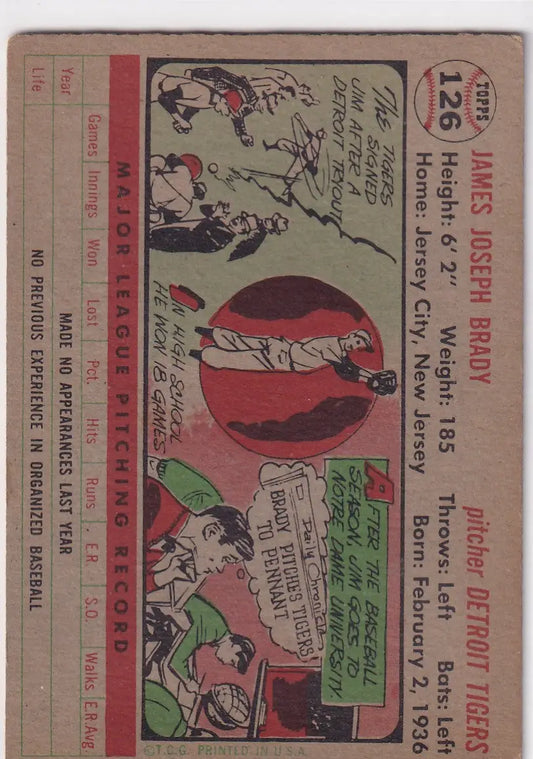 TOPPS
126
JAMES JOSEPH BRADY pitcher DETROIT TIGERS
Height: 6' 2" Weight: 185 Throws: Left Bats: Left
Home: Jersey City, New Jersey Born: February 2, 1936
THE TIGERS
SIGNED
JIM AFTER A
DETROIT TRYOUT
IN HIGH SCHOOL
HE WON 18 GAMES
AFTER THE BASEBALL
SEASON, JIM GOES TO
NOTRE DAME UNIVERSITY.
Daily Chronicle
BRADY PITCHES TIGERS
TO PENNANT
MAJOR LEAGUE PITCHING RECORD
Games Innings Won Lost Pct. Hits Runs E.R. S.O. Walks E.R.Avg.
Year MADE NO APPEARANCES LAST YEAR
Life NO PREVIOUS EXPERIENCE IN ORGANIZED BASEBALL
©T.C.G. PRINTED IN U.S.A.